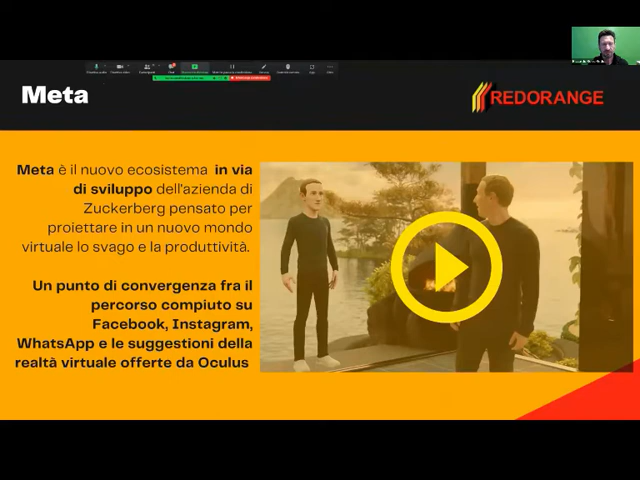 Meta
REDORANGE
Meta è il nuovo ecosistema in via
di sviluppo dell'azienda di
Zuckerberg pensato per
proiettare in un nuovo mondo
virtuale lo svago e la produttività.
Un punto di convergenza fra il
percorso compiuto su
Facebook, Instagram,
WhatsApp e le suggestioni della
realtà virtuale offerte da Oculus